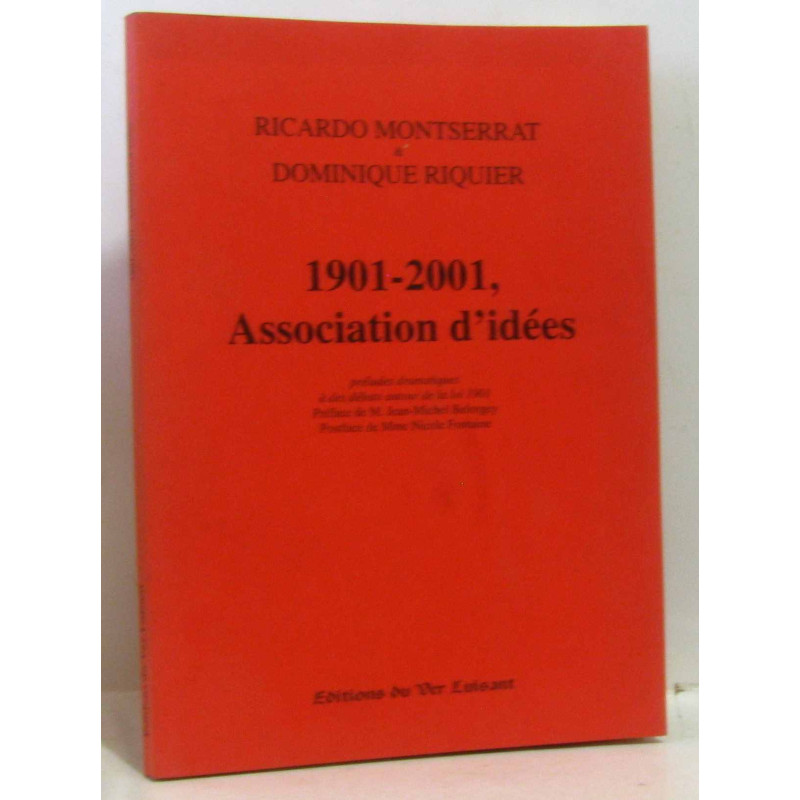 RICARDO MONTSERRAT
&
DOMINIQUE RIQUIER
1901-2001,
Association d'idées
préludes dramatiques
à des débats autour de la loi 1901
Préface de M. Jean-Michel Belorgey
Postface de Mme Nicole Fontaine
Editions du Ver Luisant